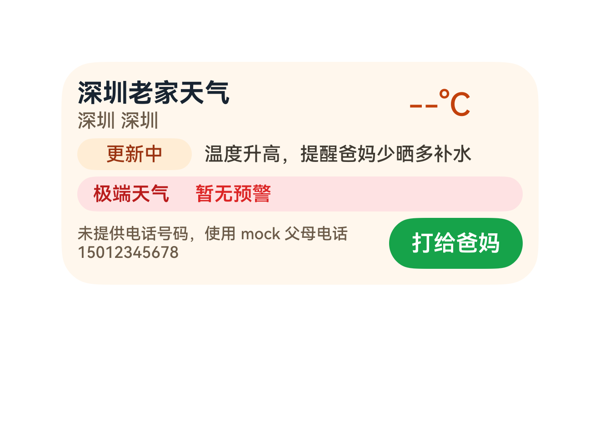 深圳老家天气
--℃
深圳 深圳
更新中 温度升高，提醒爸妈少晒多补水
极端天气 暂无预警
未提供电话号码，使用 mock 父母电话
15012345678
打给爸妈